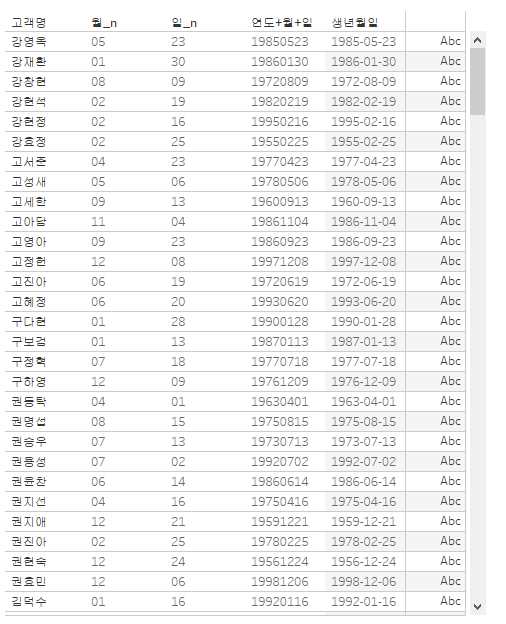 고객명 월_n 일_n 연도+월+일 생년월일
강영옥 05 23 19850523 1985-05-23 Abc
강재환 01 30 19860130 1986-01-30 Abc
강창현 08 09 19720809 1972-08-09 Abc
강현석 02 19 19820219 1982-02-19 Abc
강현정 02 16 19950216 1995-02-16 Abc
강효정 02 25 19550225 1955-02-25 Abc
고서준 04 23 19770423 1977-04-23 Abc
고성재 05 06 19780506 1978-05-06 Abc
고세학 09 13 19600913 1960-09-13 Abc
고아담 11 04 19861104 1986-11-04 Abc
고영아 09 23 19860923 1986-09-23 Abc
고정현 12 08 19971208 1997-12-08 Abc
고진아 06 19 19720619 1972-06-19 Abc
고혜정 06 20 19930620 1993-06-20 Abc
구다현 01 28 19900128 1990-01-28 Abc
구보검 01 13 19870113 1987-01-13 Abc
구정혁 07 18 19770718 1977-07-18 Abc
구하영 12 09 19761209 1976-12-09 Abc
권동탁 04 01 19630401 1963-04-01 Abc
권명섭 08 15 19750815 1975-08-15 Abc
권승우 07 13 19730713 1973-07-13 Abc
07 02 19920702 1992-07-02 Abc
권윤찬 06 14 19860614 1986-06-14 Abc
권지선 04 16 19750416 1975-04-16 Abc
권지애 12 21 19591221 1959-12-21 Abc
권진아 02 25 19780225 1978-02-25 Abc
권현숙 12 24 19561224 1956-12-24 Abc
권효민 12 06 19981206 1998-12-06 Abc
김덕수 01 16 19920116 1992-01-16 Abc